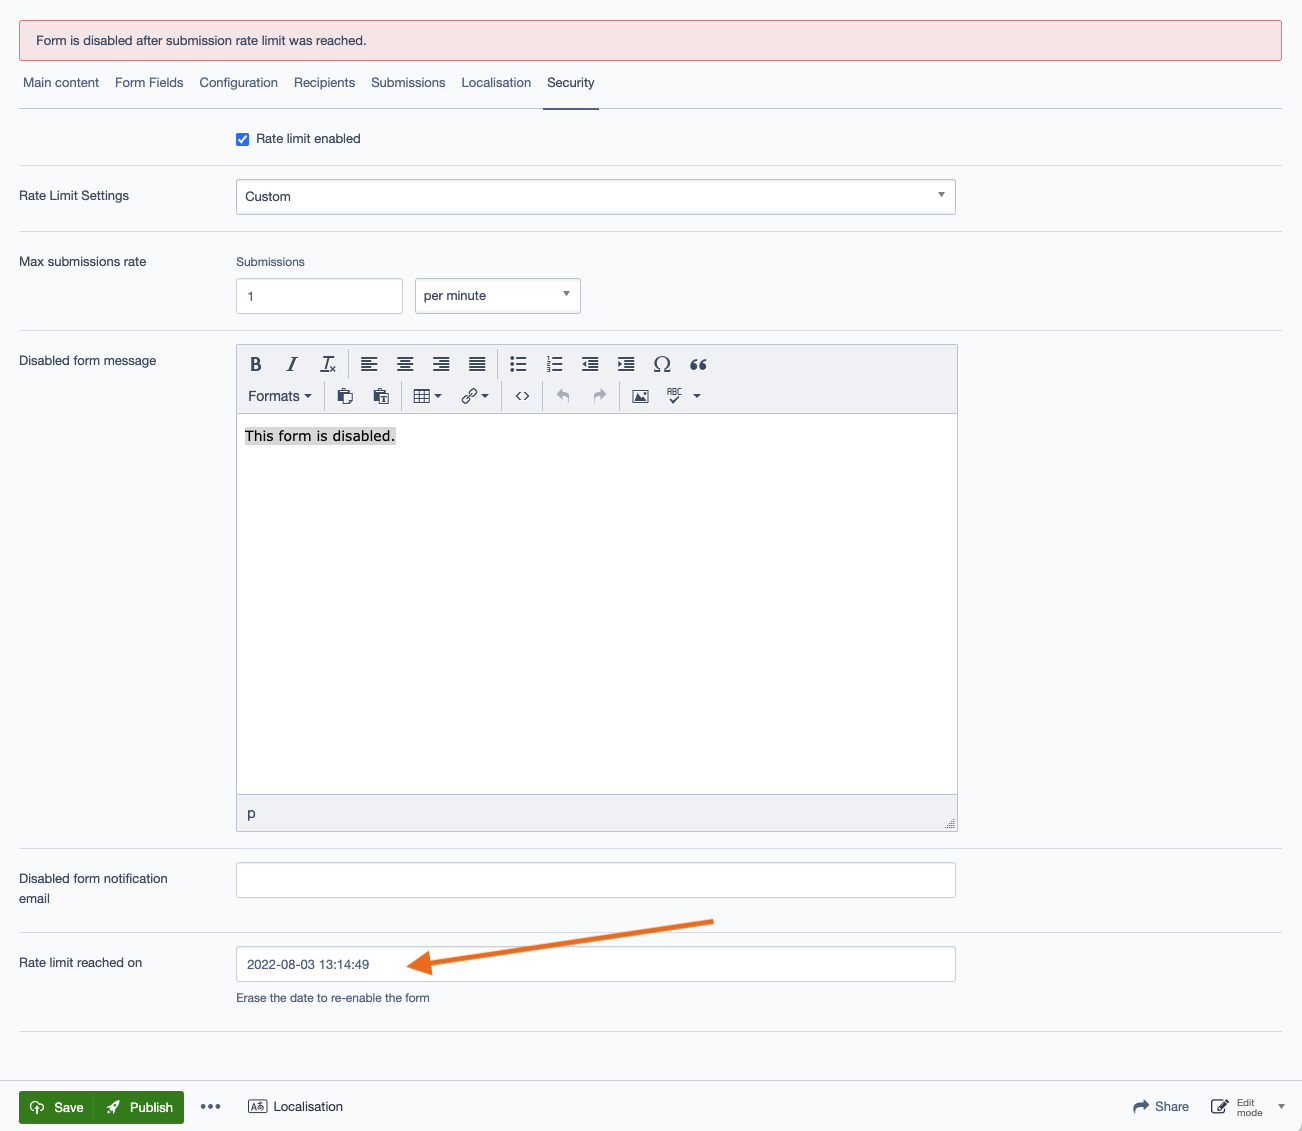 Form is disabled after submission rate limit was reached.
Main content Form Fields Configuration Recipients Submissions Localisation Security
Rate limit enabled
Rate Limit Settings
Custom
Max submissions rate
Submissions
1
per minute
Disabled form message
Formats
ABC
This form is disabled.
p
Disabled form notification
email
Rate limit reached on
2022-08-03 13:14:49
Erase the date to re-enable the form
Save Publish Localisation Share Edit
mode